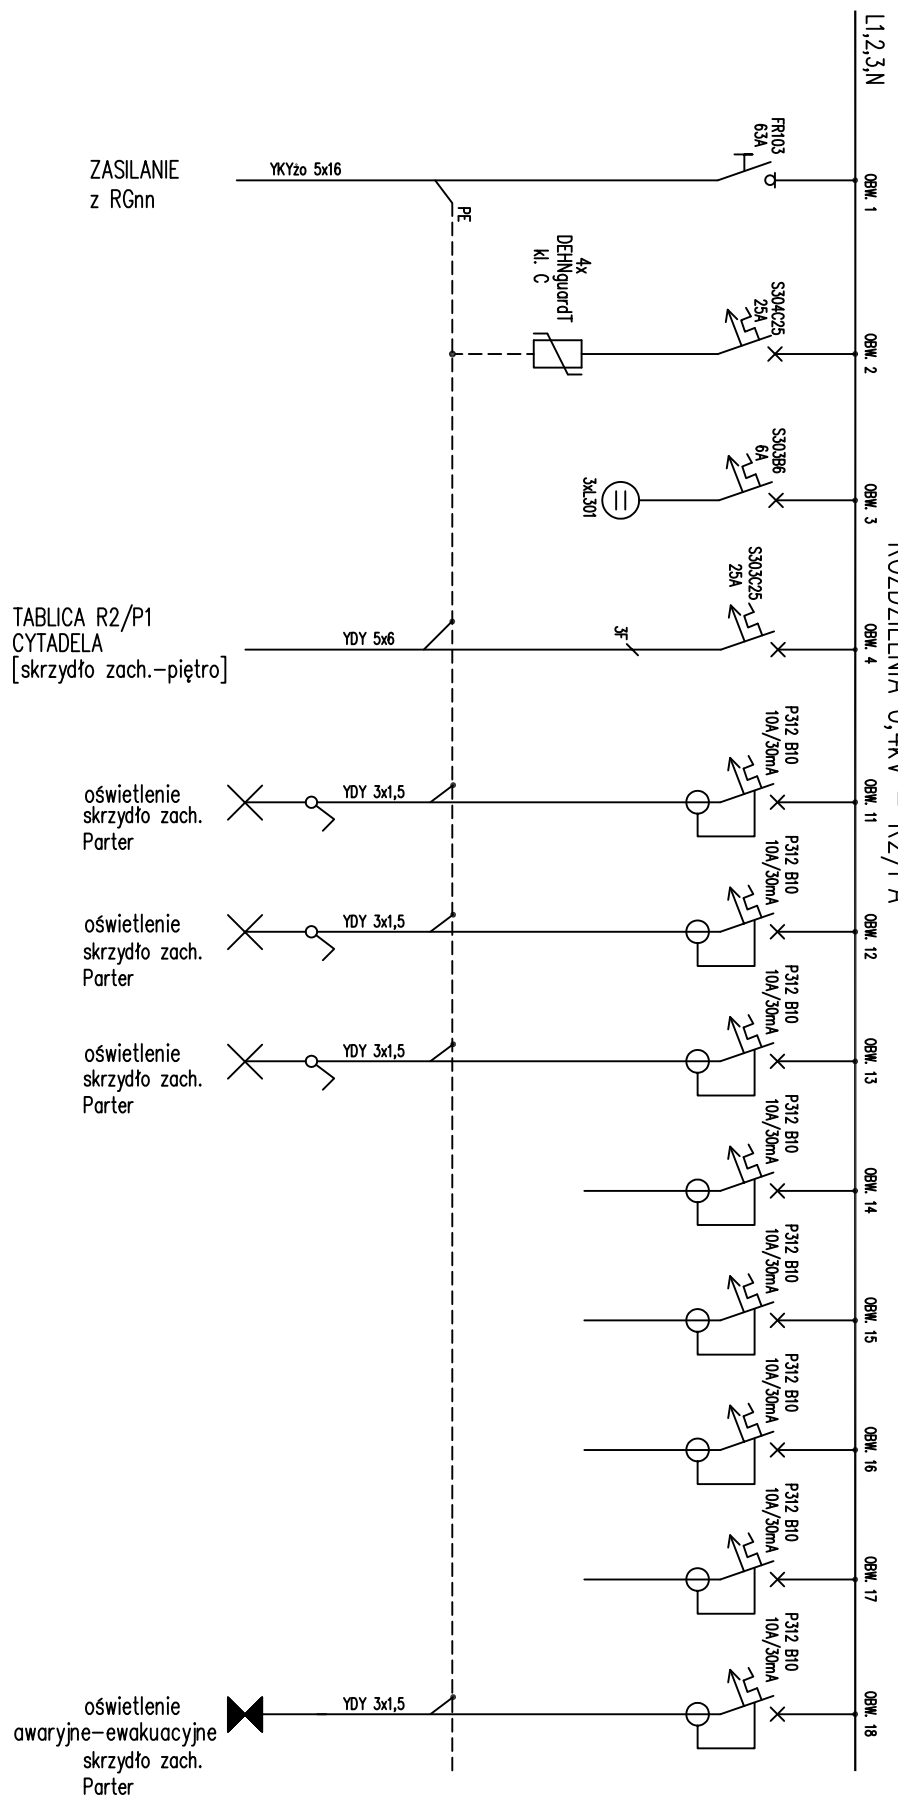 L1,2,3,N
FR103
63A
OBW. 1
ZASILANIE
z RGnn
YKYżo 5x16
PE
4x
DEHNguardT
kl. C
S304C25
25A
OBW. 2
S303B6
6A
OBW. 3
3xL301
S303C25
25A
OBW. 4
TABLICA R2/P1
CYTADELA
[skrzydło zach.–piętro]
YDY 5x6
3F
P312 B10
10A/30mA
OBW. 11
oświetlenie
skrzydło zach.
Parter
YDY 3x1,5
P312 B10
10A/30mA
OBW. 12
oświetlenie
skrzydło zach.
Parter
YDY 3x1,5
P312 B10
10A/30mA
OBW. 13
oświetlenie
skrzydło zach.
Parter
YDY 3x1,5
P312 B10
10A/30mA
OBW. 14
P312 B10
10A/30mA
OBW. 15
P312 B10
10A/30mA
OBW. 16
P312 B10
10A/30mA
OBW. 17
P312 B10
10A/30mA
OBW. 18
oświetlenie
awaryjne–ewakuacyjne
skrzydło zach.
Parter
YDY 3x1,5